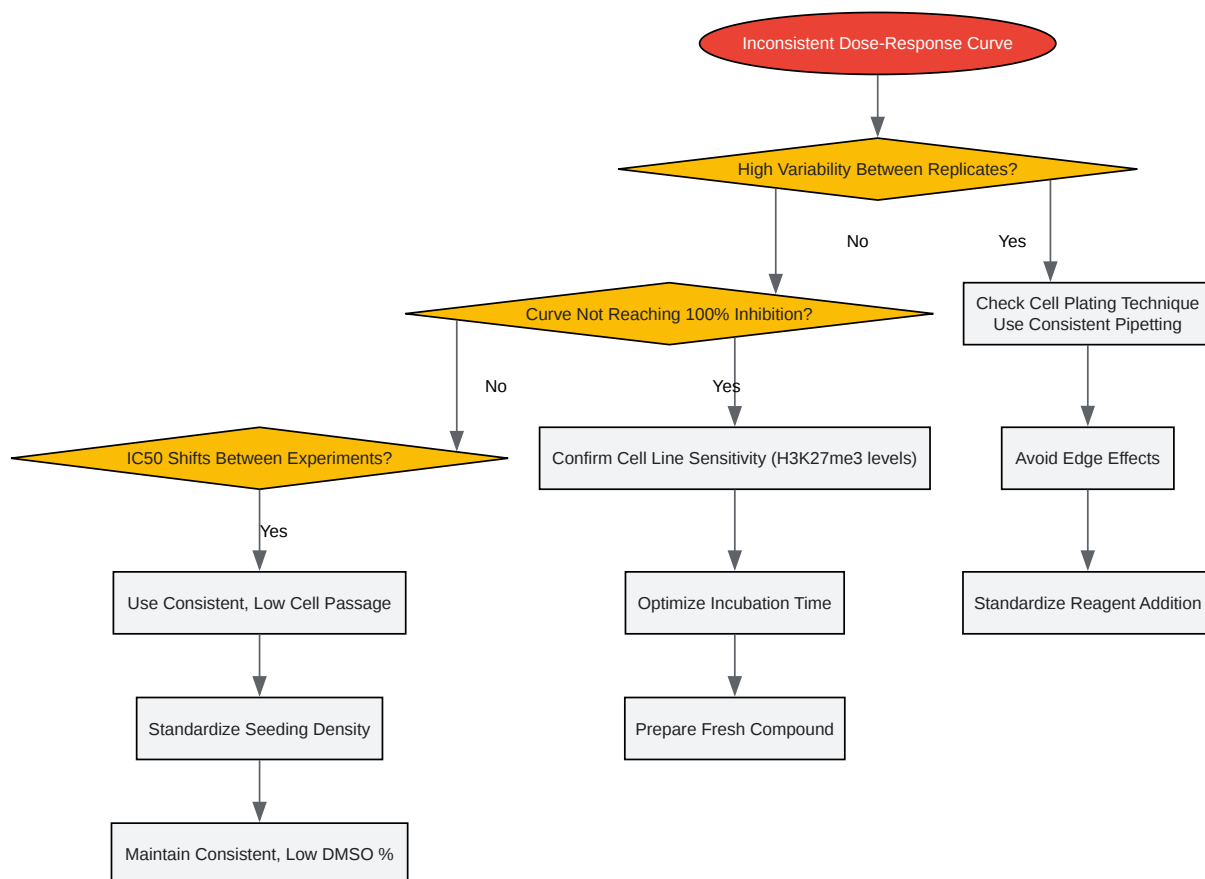 Inconsistent Dose-Response Curve
High Variability Between Replicates?
No
Yes
Curve Not Reaching 100% Inhibition?
Check Cell Plating Technique
Use Consistent Pipetting
No
Yes
IC50 Shifts Between Experiments?
Confirm Cell Line Sensitivity (H3K27me3 levels)
Avoid Edge Effects
Yes
Use Consistent, Low Cell Passage
Optimize Incubation Time
Standardize Reagent Addition
Standardize Seeding Density
Prepare Fresh Compound
Maintain Consistent, Low DMSO %